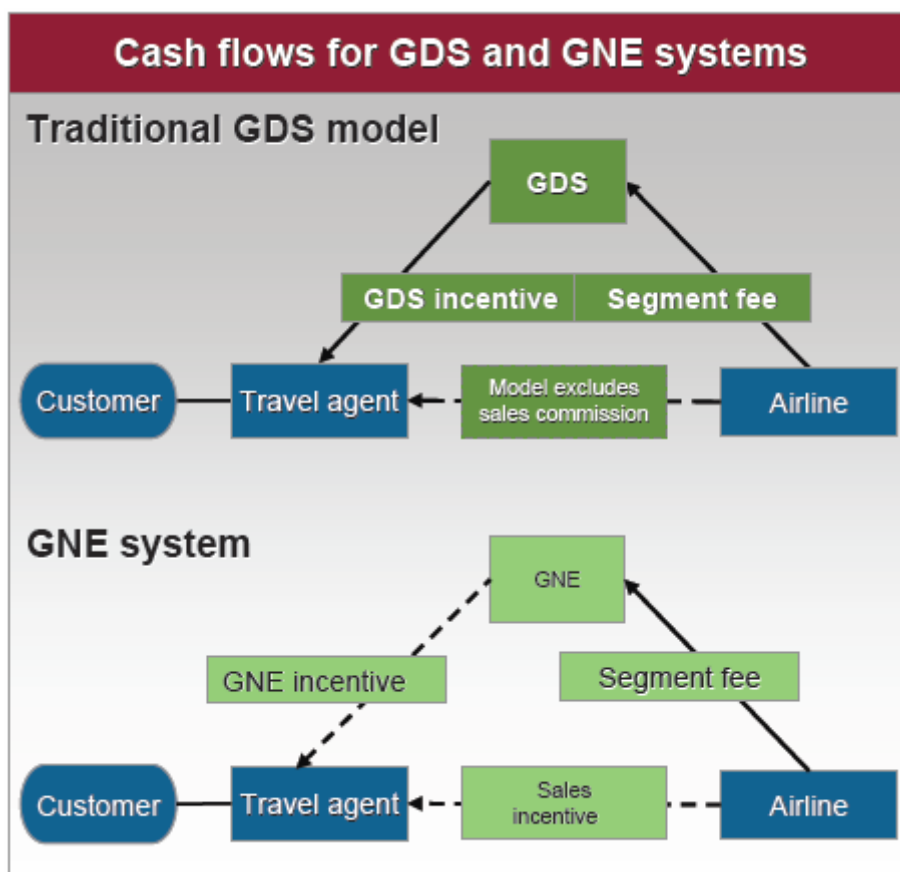 Cash flows for GDS and GNE systems
Traditional GDS model
GDS
GDS incentive
Segment fee
Customer
Travel agent
Model excludes
sales commission
Airline
GNE system
GNE
GNE incentive
Segment fee
Customer
Travel agent
Sales
incentive
Airline